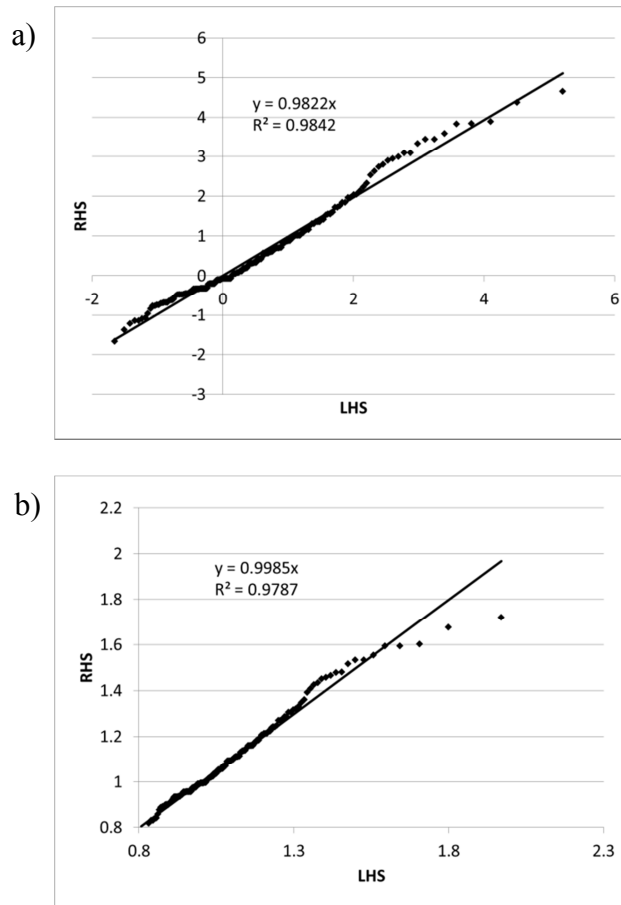 a)
6
5
4
3
2
1
0
-1
-2
-3
-2 0 2 4 6
y = 0.9822x
R² = 0.9842
RHS
LHS
b)
2.2
2
1.8
1.6
1.4
1.2
1
0.8
0.8 1.3 1.8 2.3
y = 0.9985x
R² = 0.9787
RHS
LHS